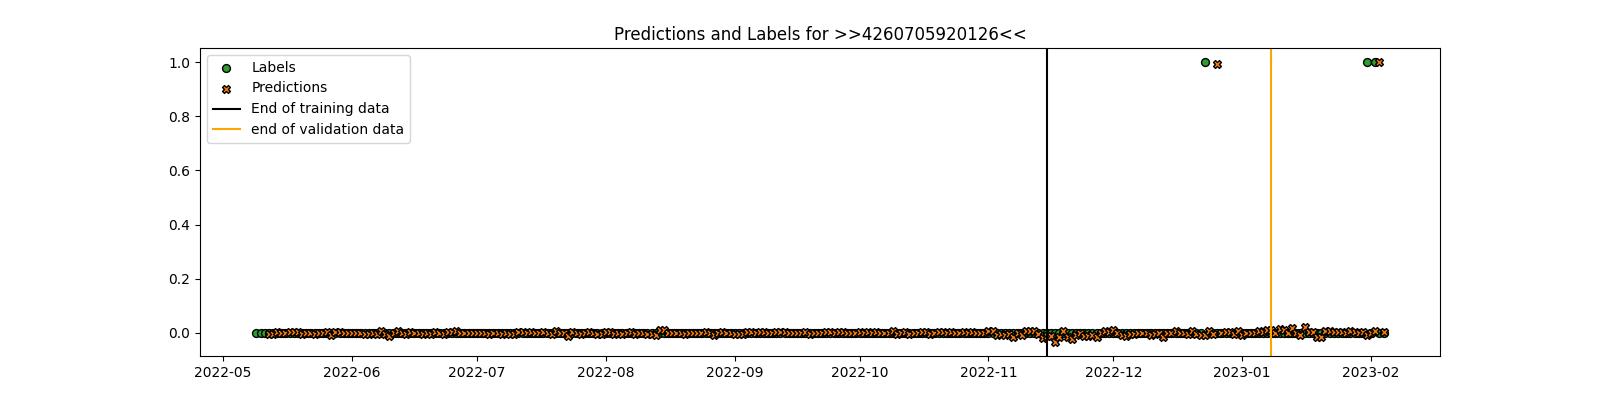 Predictions and Labels for >>4260705920126<<
1.0
0.8
0.6
0.4
0.2
0.0
Labels
Predictions
End of training data
end of validation data
2022-05 2022-06 2022-07 2022-08 2022-09 2022-10 2022-11 2022-12 2023-01 2023-02